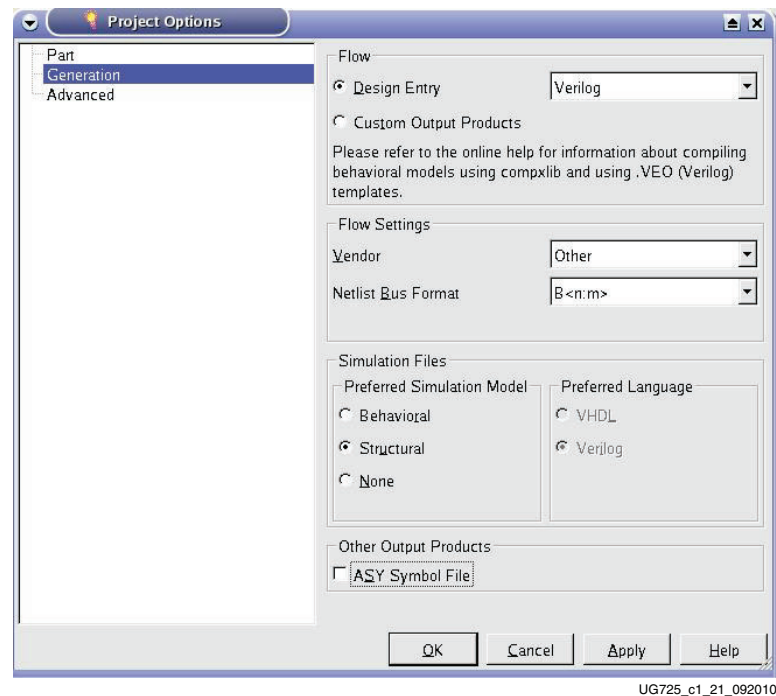 Project Options
Part
Generation
Advanced
Flow
Design Entry
Verilog
Custom Output Products
Please refer to the online help for information about compiling
behavioral models using compxlib and using .VEO (Verilog)
templates.
Flow Settings
Vendor
Other
Netlist Bus Format
B<n:m>
Simulation Files
Preferred Simulation Model
Behavioral
Structural
None
Preferred Language
VHDL
Verilog
Other Output Products
ASY Symbol File
OK
Cancel
Apply
Help
UG725_c1_21_092010